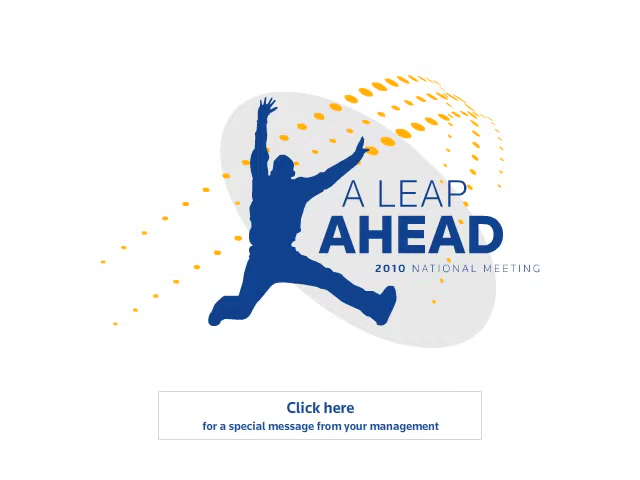 A LEAP
AHEAD
2010 NATIONAL MEETING
Click here
for a special message from your management